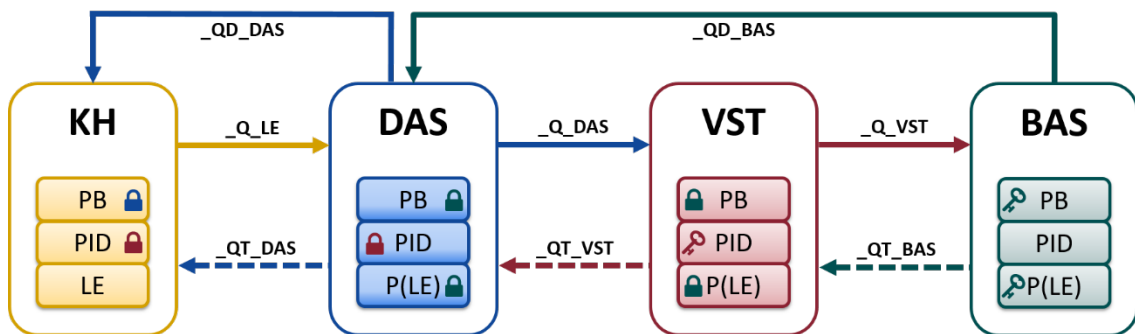 _QD_DAS
_QD_BAS
KH
DAS
VST
BAS
_Q_LE
_Q_DAS
_Q_VST
PB
PID
LE
PB
PID
P(LE)
PB
PID
P(LE)
PB
PID
P(LE)
_QT_DAS
_QT_VST
_QT_BAS